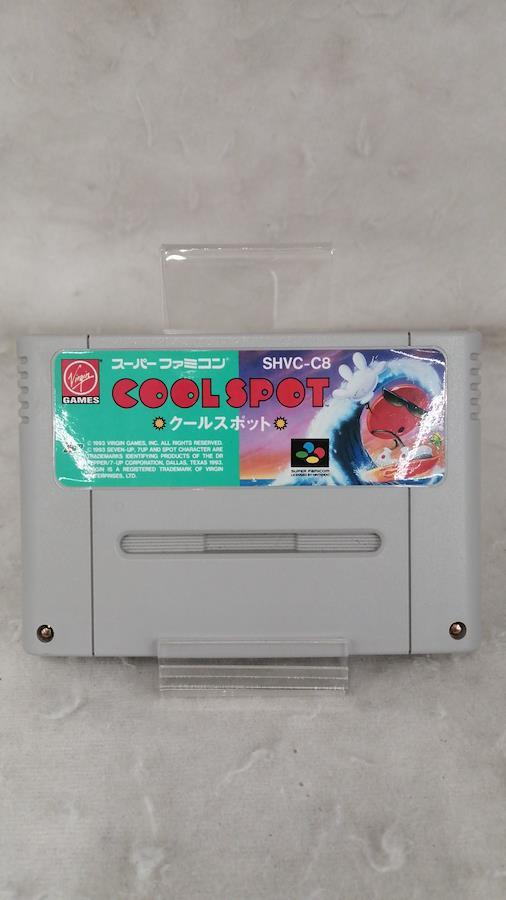 Virgin
GAMES
スーパーファミコン
SHVC-C8
COOL SPOT
クールスポット
© 1993 VIRGIN GAMES, INC. ALL RIGHTS RESERVED.
© 1993 SEVEN-UP, 7UP AND SPOT CHARACTER ARE
TRADEMARKS IDENTIFYING PRODUCTS OF THE DR
PEPPER/7-UP CORPORATION, DALLAS, TEXAS 1993.
VIRGIN IS A REGISTERED TRADEMARK OF VIRGIN
ENTERPRISES, LTD.
SUPER FAMICOM
LICENSED BY NINTENDO